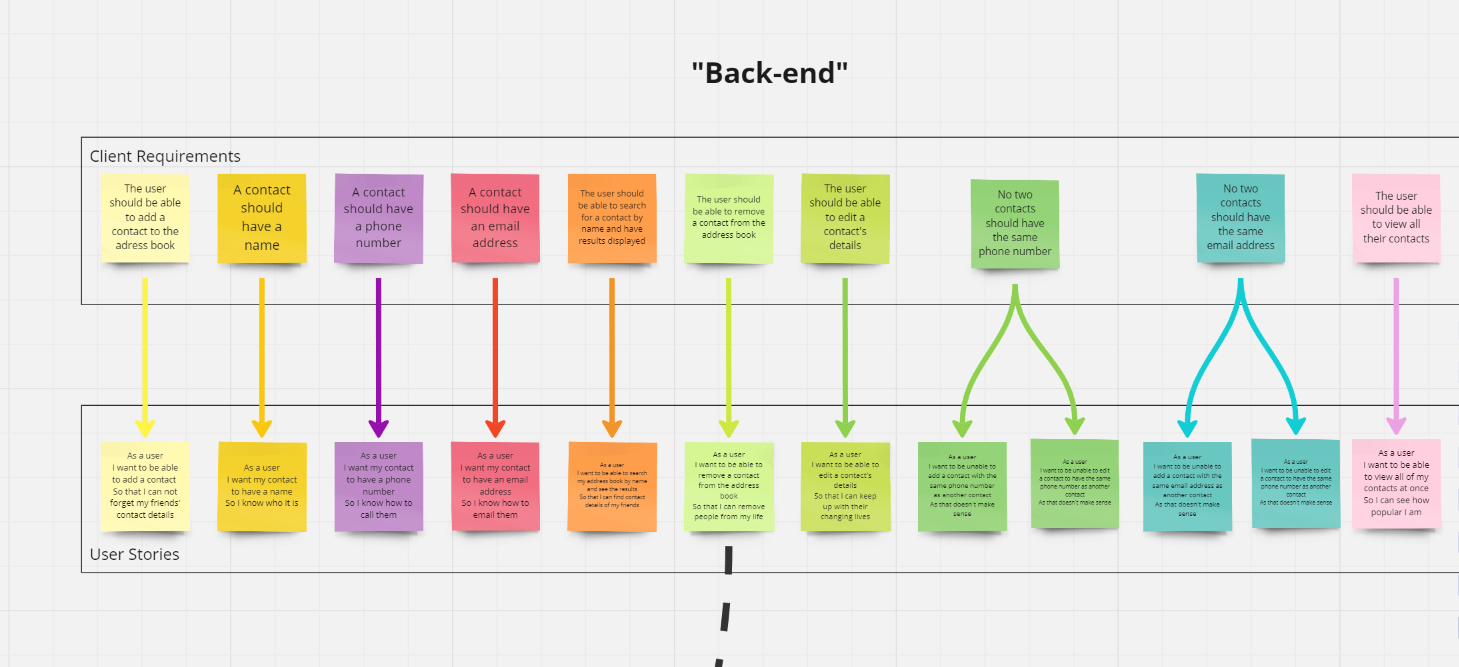 "Back-end"
Client Requirements
The user
should be able
to add a
contact to the
adress book
A contact
should
have a
name
A contact
should have
a phone
number
A contact
should have
an email
address
The user should
be able to search
for a contact by
name and have
results displayed
The user should
be able to remove
a contact from the
address book
The user
should be
able to edit a
contact's
details
No two
contacts
should have
the same
phone number
No two
contacts
should have
the same
email address
The user
should be able
to view all
their contacts
As a user
I want to be able
to add a contact
So that I can not
forget my friends'
contact details
As a user
I want my contact
to have a name
So I know who it is
As a user
I want my contact
to have a phone
number
So I know how to
call them
As a user
I want my contact
to have an email
address
So I know how to
email them
As a user
I want to be able to search
my address book by name
and see the results
So that I can find contact
details of my friends
As a user
I want to be able to
remove a contact
from the address
book
So that I can remove
people from my life
As a user
I want to be able to
edit a contact's
details
So that I can keep
up with their
changing lives
As a user
I want to be unable to
add a contact with the
same phone number
as another contact
As that doesn't make
sense
As a user
I want to be unable to edit
a contact to have the same
phone number as another
contact
As that doesn't make sense
As a user
I want to be unable to
add a contact with the
same email address as
another contact
As that doesn't make
sense
As a user
I want to be unable to edit
a contact to have the same
phone number as another
contact
As that doesn't make sense
As a user
I want to be able
to view all of my
contacts at once
So I can see how
popular I am
User Stories